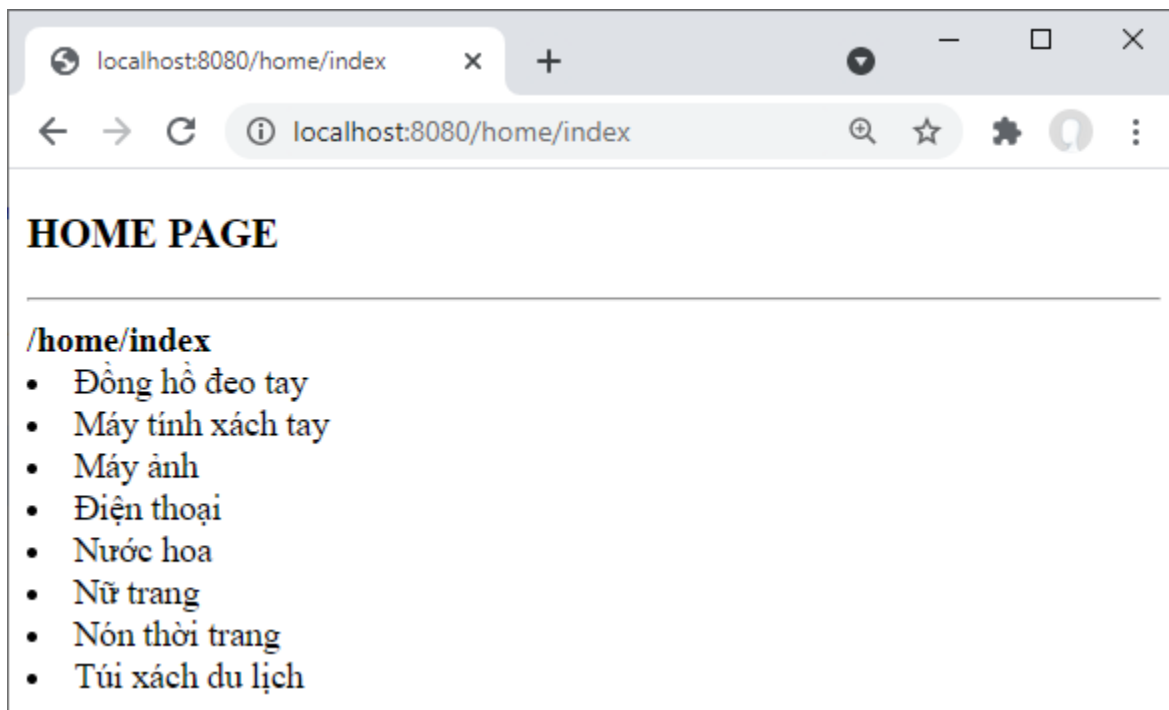 localhost:8080/home/index
localhost:8080/home/index
HOME PAGE
/home/index
Đồng hồ đeo tay
Máy tính xách tay
Máy ảnh
Điện thoại
Nước hoa
Nữ trang
Nón thời trang
Túi xách du lịch